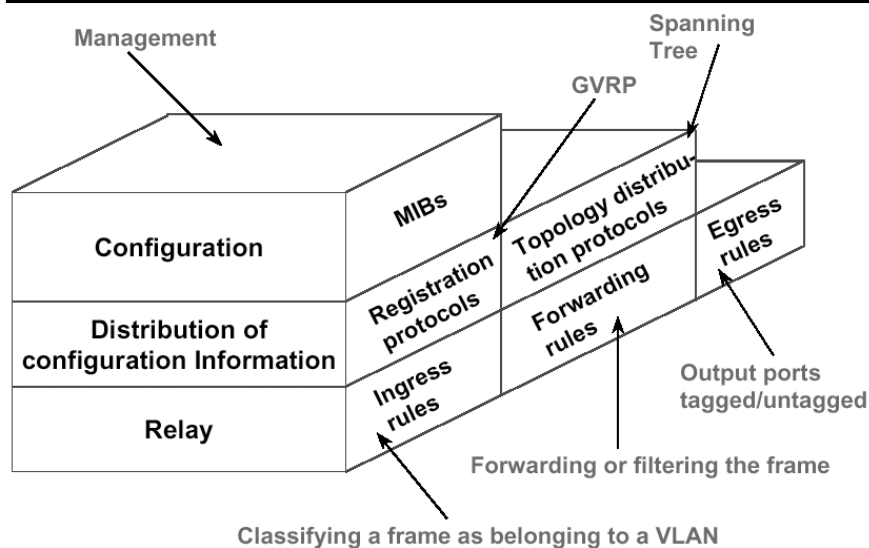 Management
Spanning
Tree
GVRP
MIBs
Configuration
Registration
protocols
Topology distribu-
tion protocols
Egress
rules
Distribution of
configuration Information
Forwarding
rules
Ingress
rules
Relay
Output ports
tagged/untagged
Forwarding or filtering the frame
Classifying a frame as belonging to a VLAN